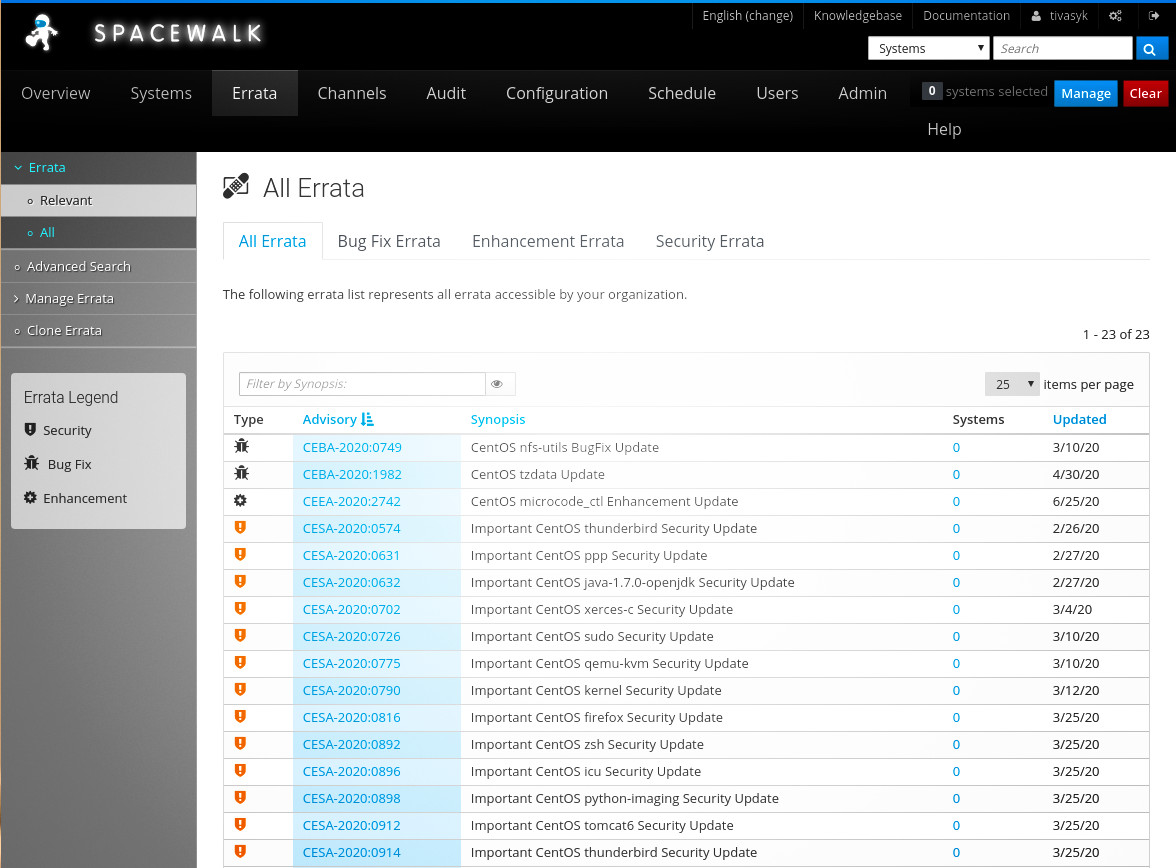 English (change) Knowledgebase Documentation tivasyk
SPACEWALK
Systems Search
Overview Systems Errata Channels Audit Configuration Schedule Users Admin 0 systems selected Manage Clear
Help
Errata
Relevant
All
Advanced Search
Manage Errata
Clone Errata
Errata Legend
Security
Bug Fix
Enhancement
All Errata
All Errata Bug Fix Errata Enhancement Errata Security Errata
The following errata list represents all errata accessible by your organization.
1 - 23 of 23
Filter by Synopsis: 25 items per page
Type Advisory Synopsis Systems Updated
CEBA-2020:0749 CentOS nfs-utils BugFix Update 0 3/10/20
CEBA-2020:1982 CentOS tzdata Update 0 4/30/20
CEEA-2020:2742 CentOS microcode_ctl Enhancement Update 0 6/25/20
CESA-2020:0574 Important CentOS thunderbird Security Update 0 2/26/20
CESA-2020:0631 Important CentOS ppp Security Update 0 2/27/20
CESA-2020:0632 Important CentOS java-1.7.0-openjdk Security Update 0 2/27/20
CESA-2020:0702 Important CentOS xerces-c Security Update 0 3/4/20
CESA-2020:0726 Important CentOS sudo Security Update 0 3/10/20
CESA-2020:0775 Important CentOS qemu-kvm Security Update 0 3/10/20
CESA-2020:0790 Important CentOS kernel Security Update 0 3/12/20
CESA-2020:0816 Important CentOS firefox Security Update 0 3/25/20
CESA-2020:0892 Important CentOS zsh Security Update 0 3/25/20
CESA-2020:0896 Important CentOS icu Security Update 0 3/25/20
CESA-2020:0898 Important CentOS python-imaging Security Update 0 3/25/20
CESA-2020:0912 Important CentOS tomcat6 Security Update 0 3/25/20
CESA-2020:0914 Important CentOS thunderbird Security Update 0 3/25/20